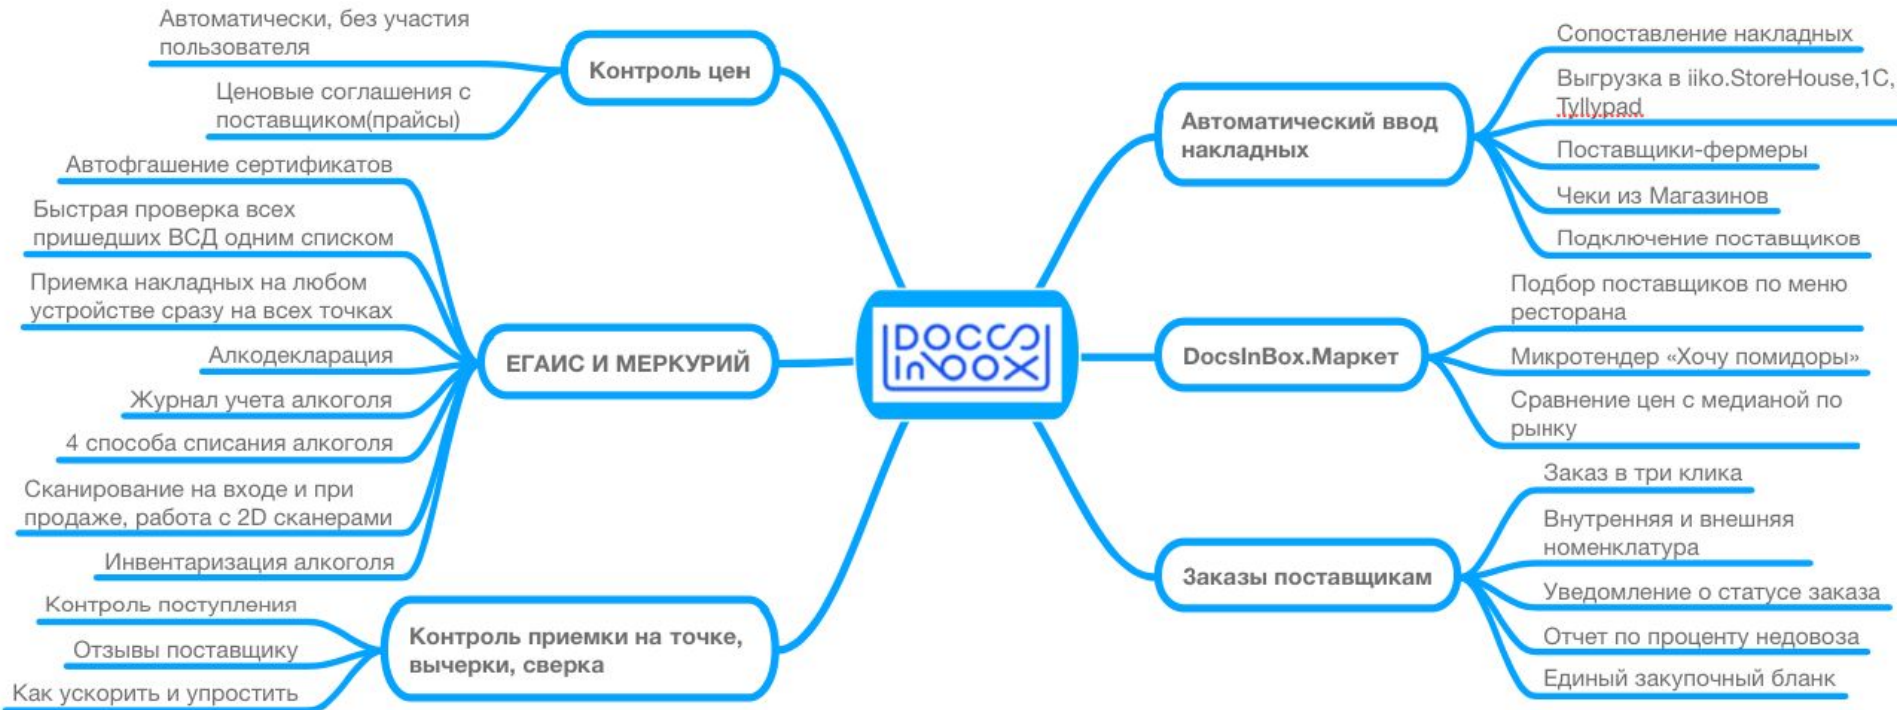 Автоматически, без участия
пользователя
Ценовые соглашения с
поставщиком(прайсы)
Контроль цен
Автофгашение сертификатов
Быстрая проверка всех
пришедших ВСД одним списком
Приемка накладных на любом
устройстве сразу на всех точках
Алкодекларация
Журнал учета алкоголя
4 способа списания алкоголя
Сканирование на входе и при
продаже, работа с 2D сканерами
Инвентаризация алкоголя
ЕГАИС И МЕРКУРИЙ
Контроль поступления
Отзывы поставщику
Как ускорить и упростить
Контроль приемки на точке,
вычерки, сверка
DOCS
InBOX
Автоматический ввод
накладных
Сопоставление накладных
Выгрузка в iiko.StoreHouse,1C,
Tyllypad
Поставщики-фермеры
Чеки из Магазинов
Подключение поставщиков
DocsInBox.Маркет
Подбор поставщиков по меню
ресторана
Микротендер «Хочу помидоры»
Сравнение цен с медианой по
рынку
Заказы поставщикам
Заказ в три клика
Внутренняя и внешняя
номенклатура
Уведомление о статусе заказа
Отчет по проценту недовоза
Единый закупочный бланк